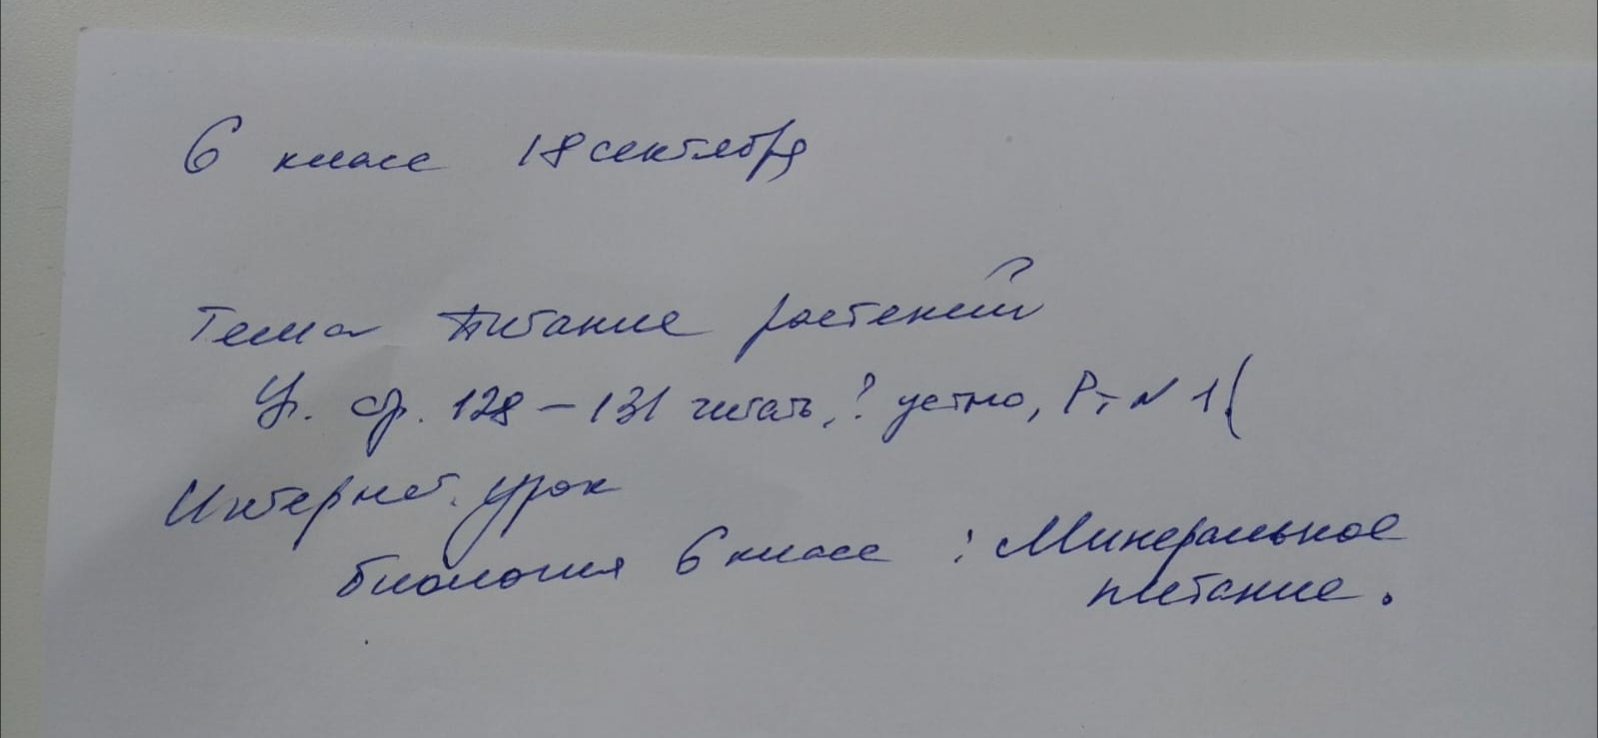 6 класс 18 сентября
Тема Питание растений
У. стр. 128 – 131 читать, ? устно, Рт № 1(
Интернет. урок
биология 6 класс : Минеральное
питание.